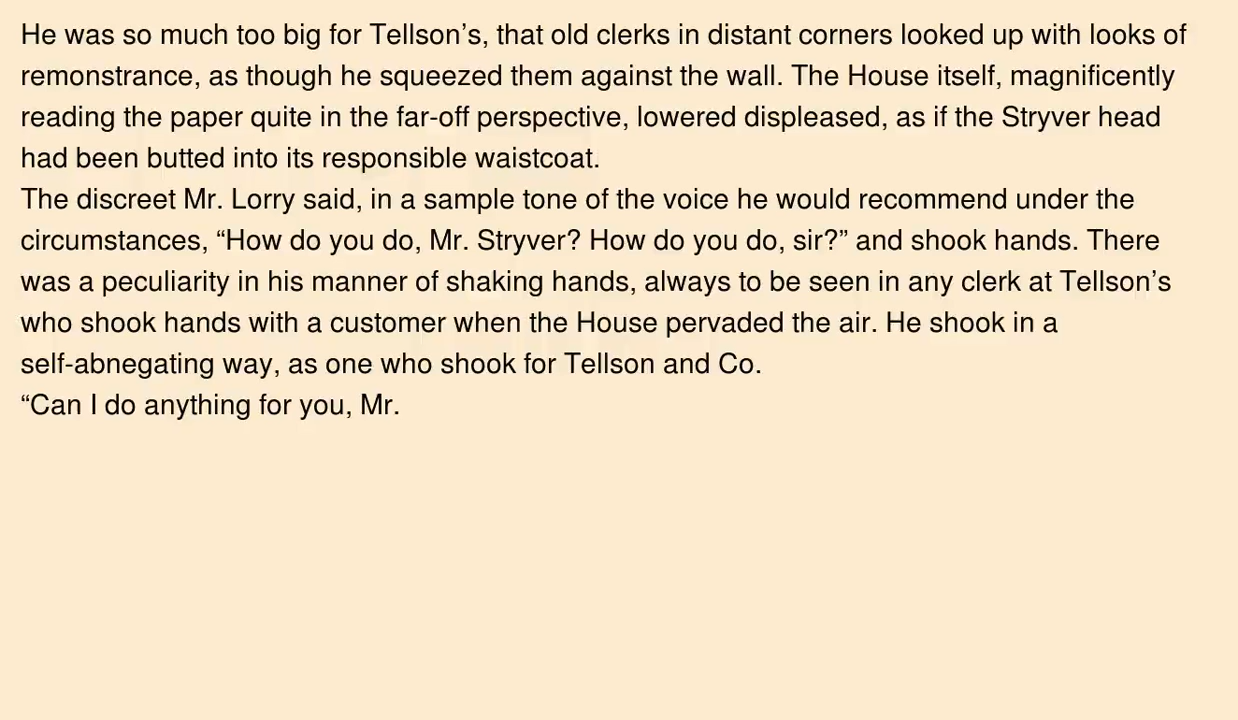 He was so much too big for Tellson’s, that old clerks in distant corners looked up with looks of
remonstrance, as though he squeezed them against the wall. The House itself, magnificently
reading the paper quite in the far-off perspective, lowered displeased, as if the Stryver head
had been butted into its responsible waistcoat.
The discreet Mr. Lorry said, in a sample tone of the voice he would recommend under the
circumstances, “How do you do, Mr. Stryver? How do you do, sir?” and shook hands. There
was a peculiarity in his manner of shaking hands, always to be seen in any clerk at Tellson’s
who shook hands with a customer when the House pervaded the air. He shook in a
self-abnegating way, as one who shook for Tellson and Co.
“Can I do anything for you, Mr.